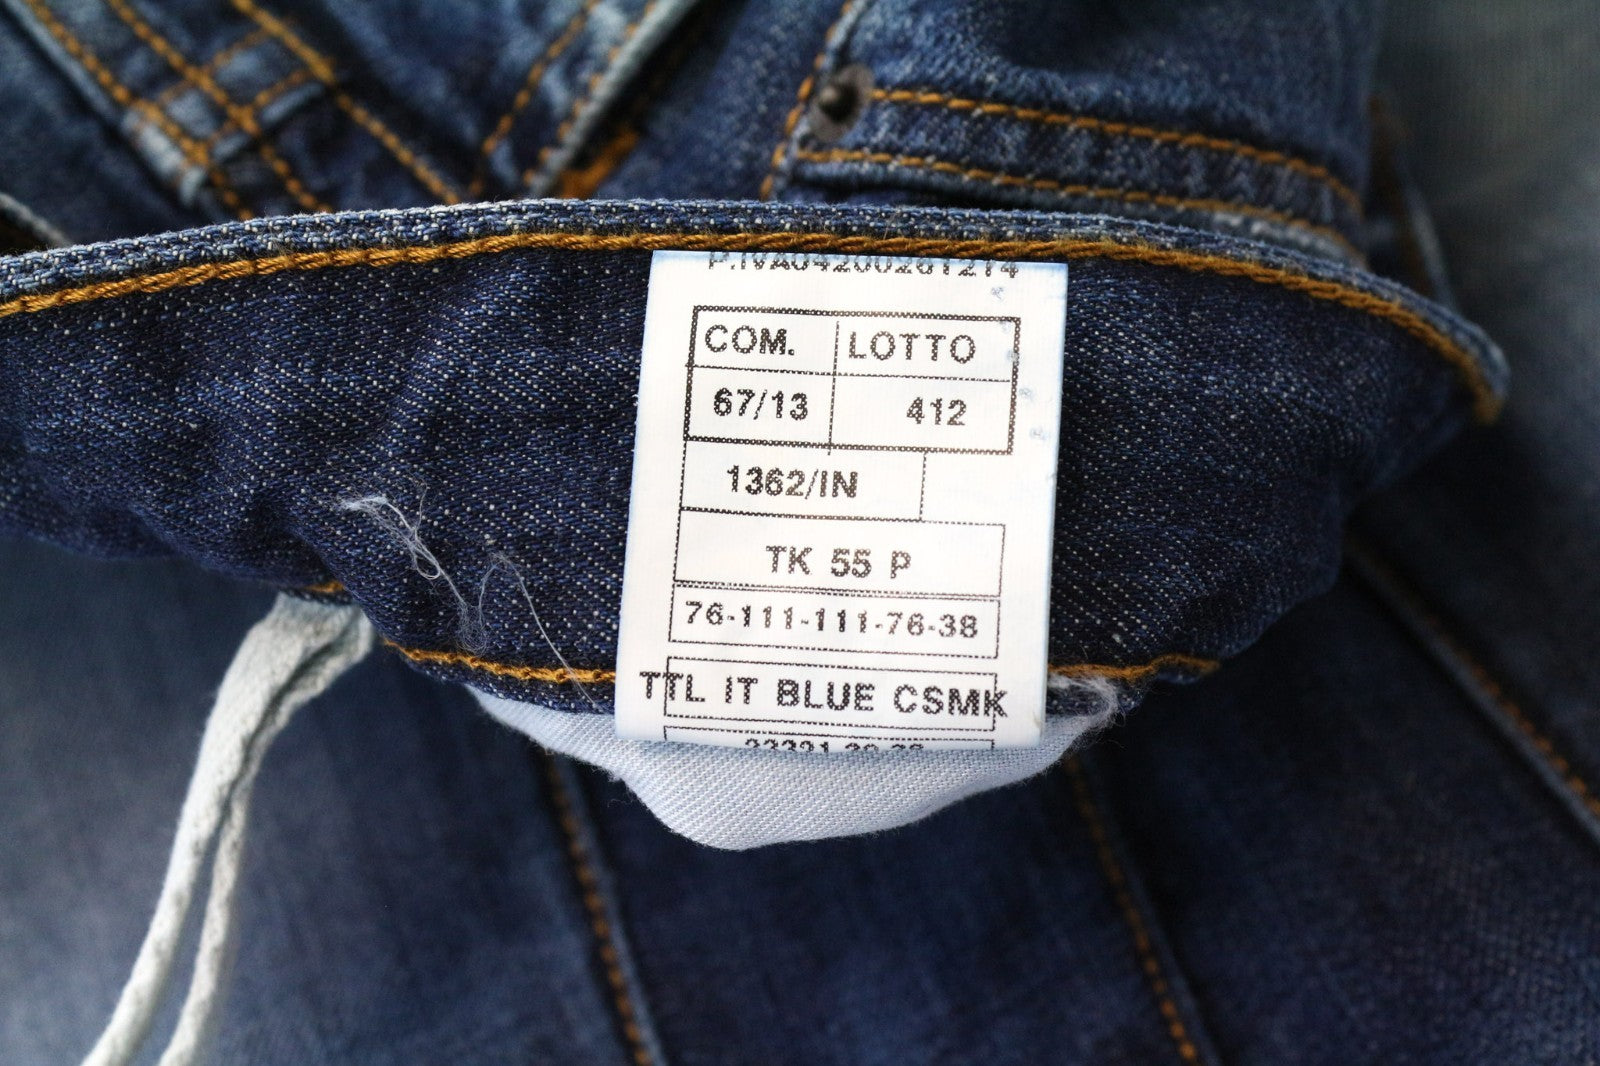 COM. LOTTO
67/13 412
1362/IN
TK 55 P
76-111-111-76-38
TTL IT BLUE CSMK